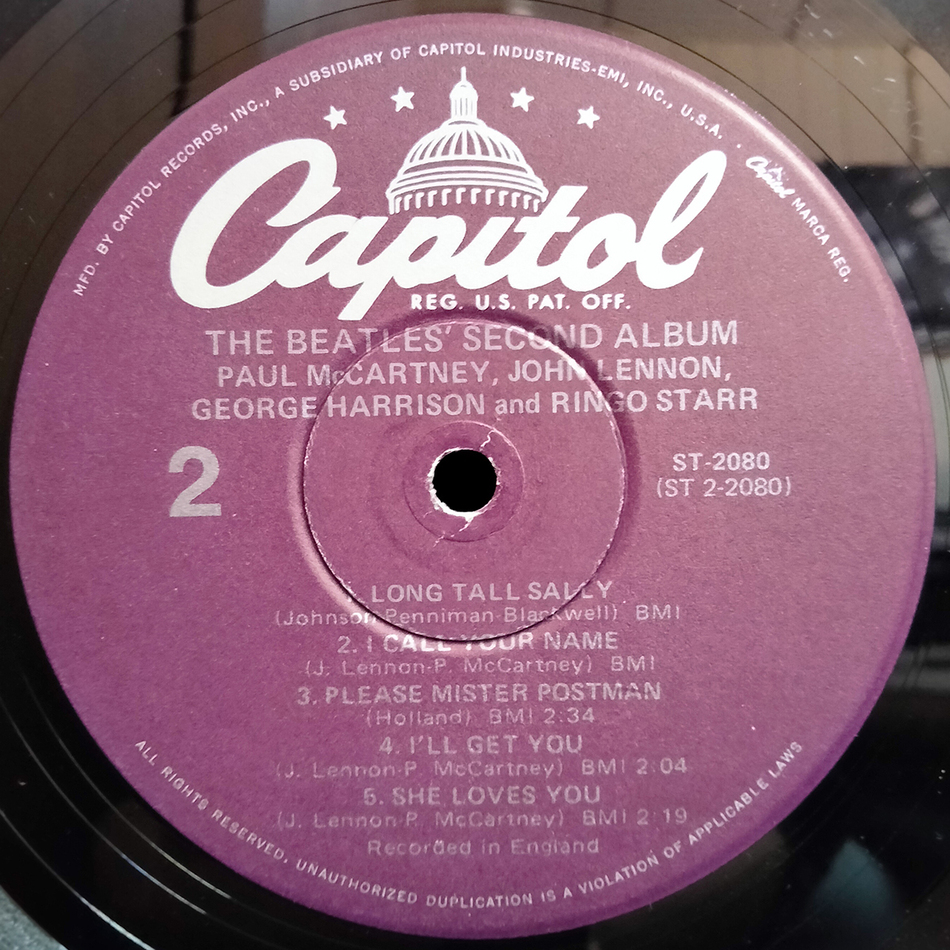 MFD. BY CAPITOL RECORDS, INC., A SUBSIDIARY OF CAPITOL INDUSTRIES-EMI, INC., U.S.A. · Capitol MARCA REG.
Capitol
REG. U.S. PAT. OFF.
THE BEATLES' SECOND ALBUM
PAUL McCARTNEY, JOHN LENNON,
GEORGE HARRISON and RINGO STARR
2
ST-2080
(ST 2-2080)
1. LONG TALL SALLY
(Johnson-Penniman-Blackwell) BMI
2. I CALL YOUR NAME
(J. Lennon-P. McCartney) BMI
3. PLEASE MISTER POSTMAN
(Holland) BMI 2:34
4. I'LL GET YOU
(J. Lennon-P. McCartney) BMI 2:04
5. SHE LOVES YOU
(J. Lennon-P. McCartney) BMI 2:19
Recorded in England
ALL RIGHTS RESERVED. UNAUTHORIZED DUPLICATION IS A VIOLATION OF APPLICABLE LAWS